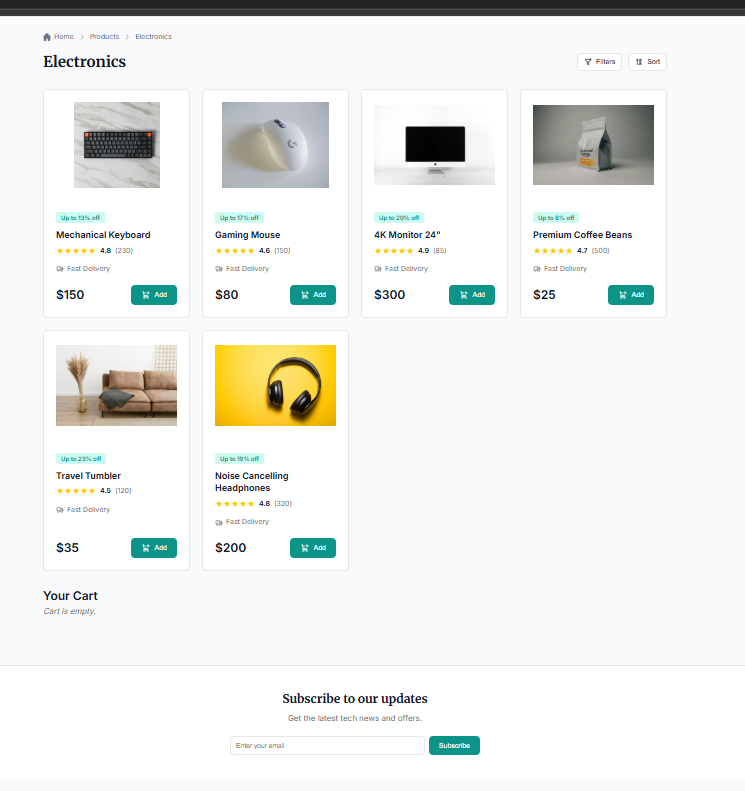 Home > Products > Electronics
Electronics
Filters
Sort
Up to 13% off
Mechanical Keyboard
4.8 (230)
Fast Delivery
$150
Add
Up to 17% off
Gaming Mouse
4.6 (150)
Fast Delivery
$80
Add
Up to 20% off
4K Monitor 24"
4.9 (85)
Fast Delivery
$300
Add
Up to 8% off
Premium Coffee Beans
4.7 (500)
Fast Delivery
$25
Add
Up to 23% off
Travel Tumbler
4.5 (120)
Fast Delivery
$35
Add
Up to 19% off
Noise Cancelling
Headphones
4.8 (320)
Fast Delivery
$200
Add
Your Cart
Cart is empty.
Subscribe to our updates
Get the latest tech news and offers.
Enter your email
Subscribe